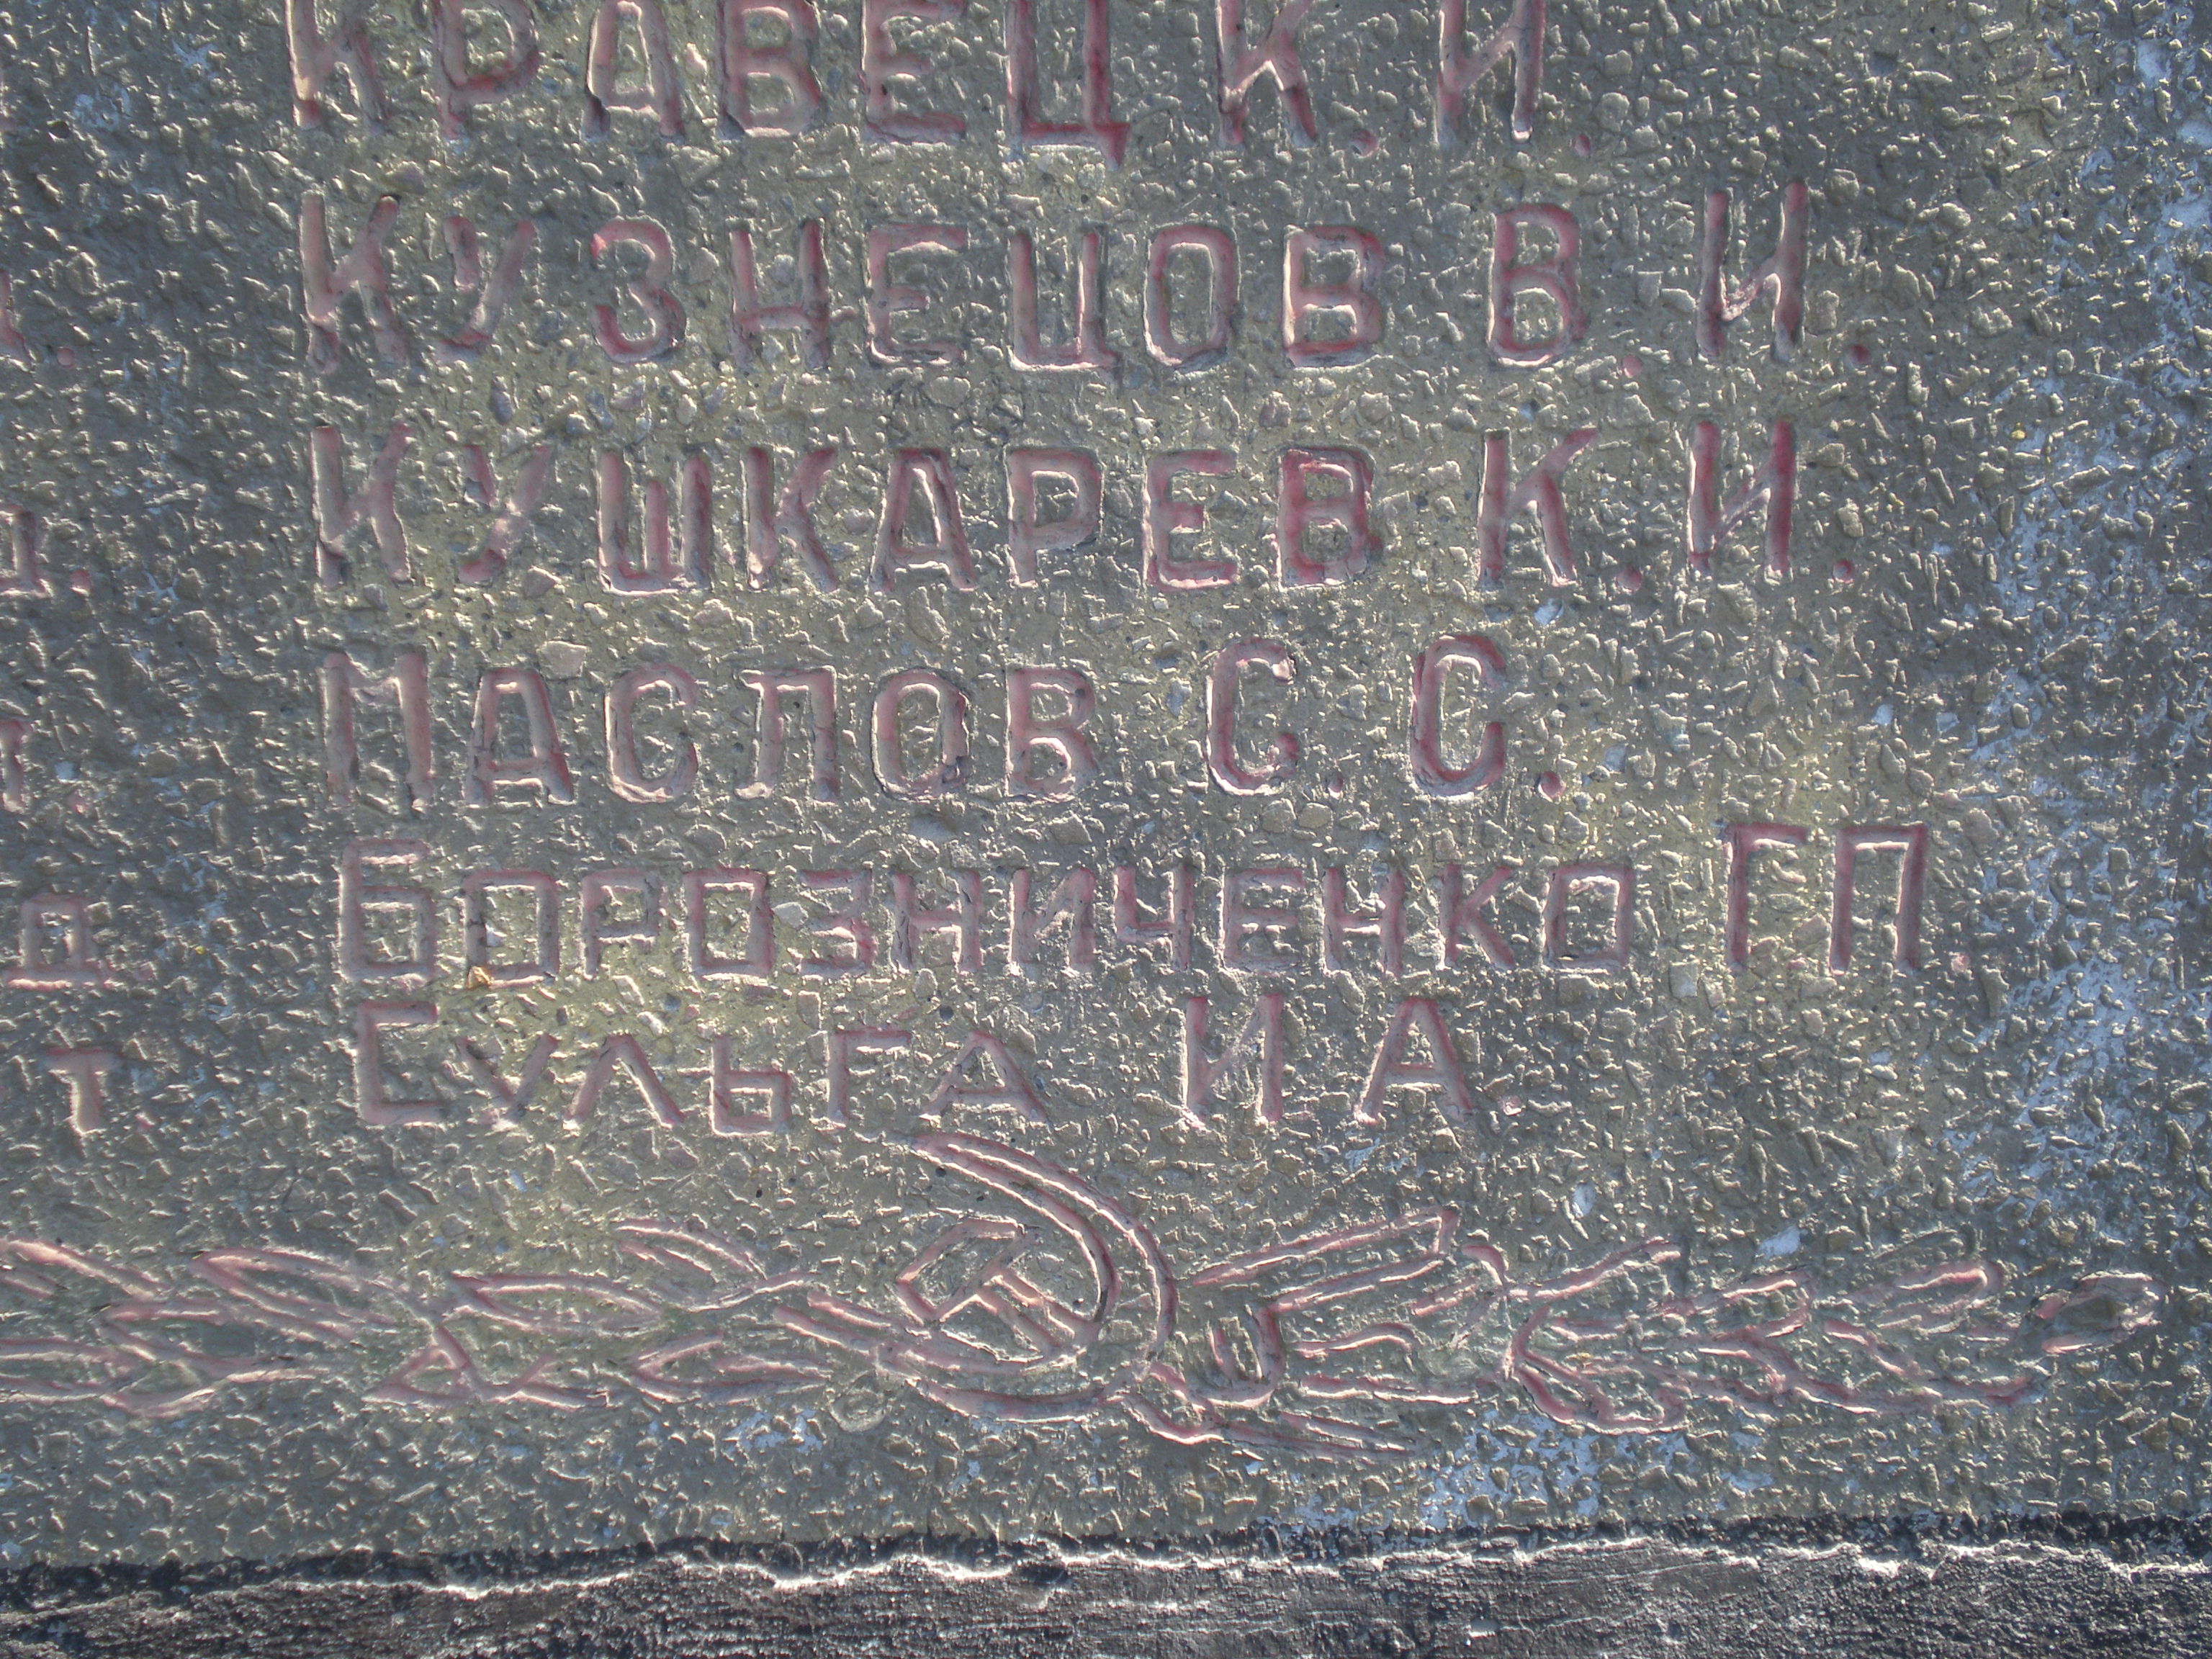 КРАВЕЦ К. И.
КУЗНЕЦОВ В. И.
КУШКАРЕВ К. И.
МАСЛОВ С. С.
БОРОЗНИЧЕНКО Г.П.
СУЛЬГА И А